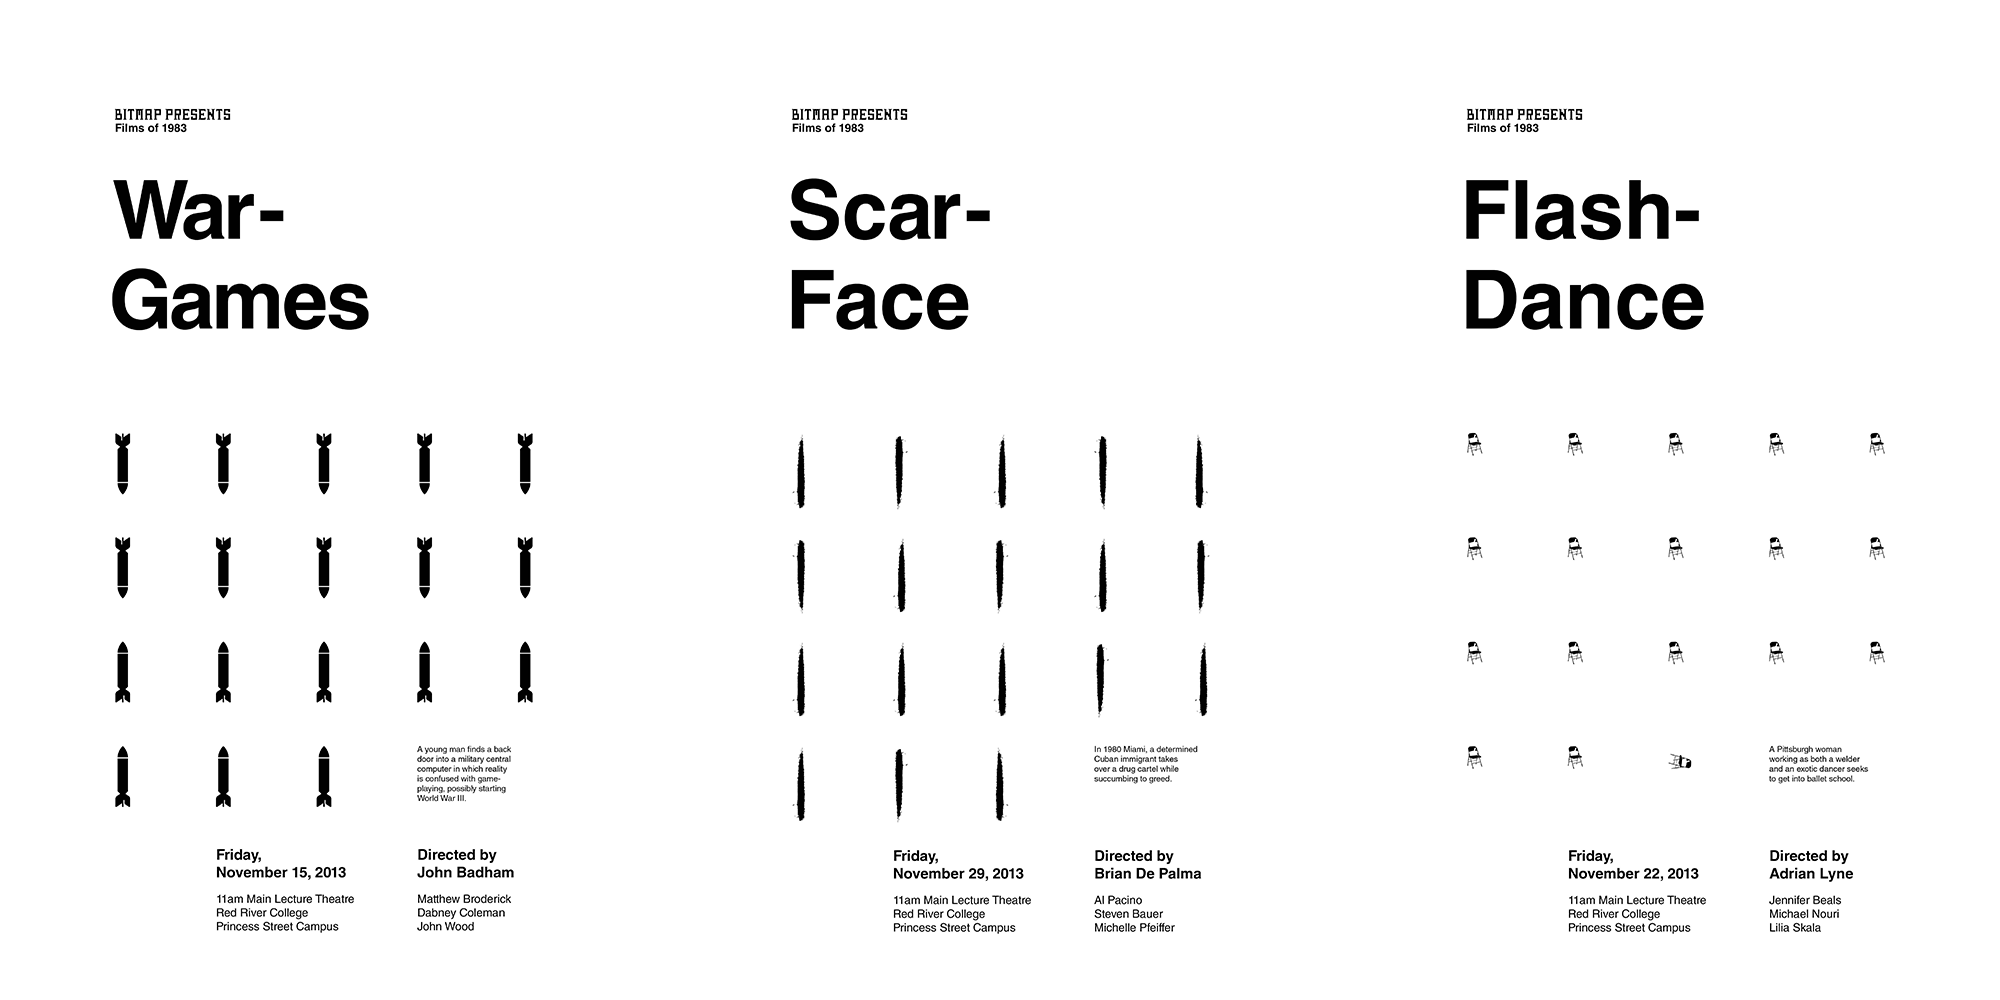 BITMAP PRESENTS
Films of 1983
War-
Games
A young man finds a back
door into a military central
computer in which reality
is confused with game-
playing, possibly starting
World War III.
Friday,
November 15, 2013
11am Main Lecture Theatre
Red River College
Princess Street Campus
Directed by
John Badham
Matthew Broderick
Dabney Coleman
John Wood
BITMAP PRESENTS
Films of 1983
Scar-
Face
In 1980 Miami, a determined
Cuban immigrant takes
over a drug cartel while
succumbing to greed.
Friday,
November 29, 2013
11am Main Lecture Theatre
Red River College
Princess Street Campus
Directed by
Brian De Palma
Al Pacino
Steven Bauer
Michelle Pfeiffer
BITMAP PRESENTS
Films of 1983
Flash-
Dance
A Pittsburgh woman
working as both a welder
and an exotic dancer seeks
to get into ballet school.
Friday,
November 22, 2013
11am Main Lecture Theatre
Red River College
Princess Street Campus
Directed by
Adrian Lyne
Jennifer Beals
Michael Nouri
Lilia Skala